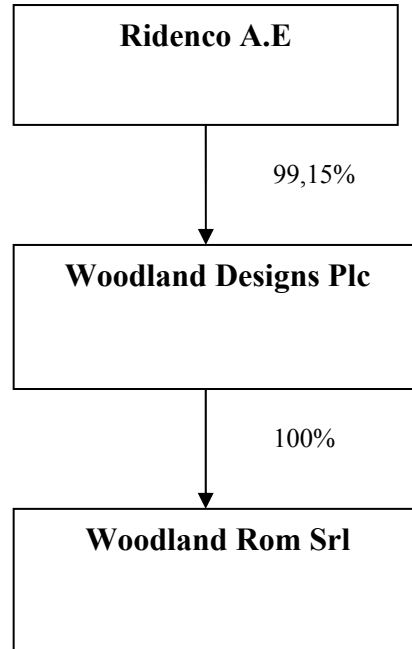 Ridenco A.E
99,15%
Woodland Designs Plc
100%
Woodland Rom Srl